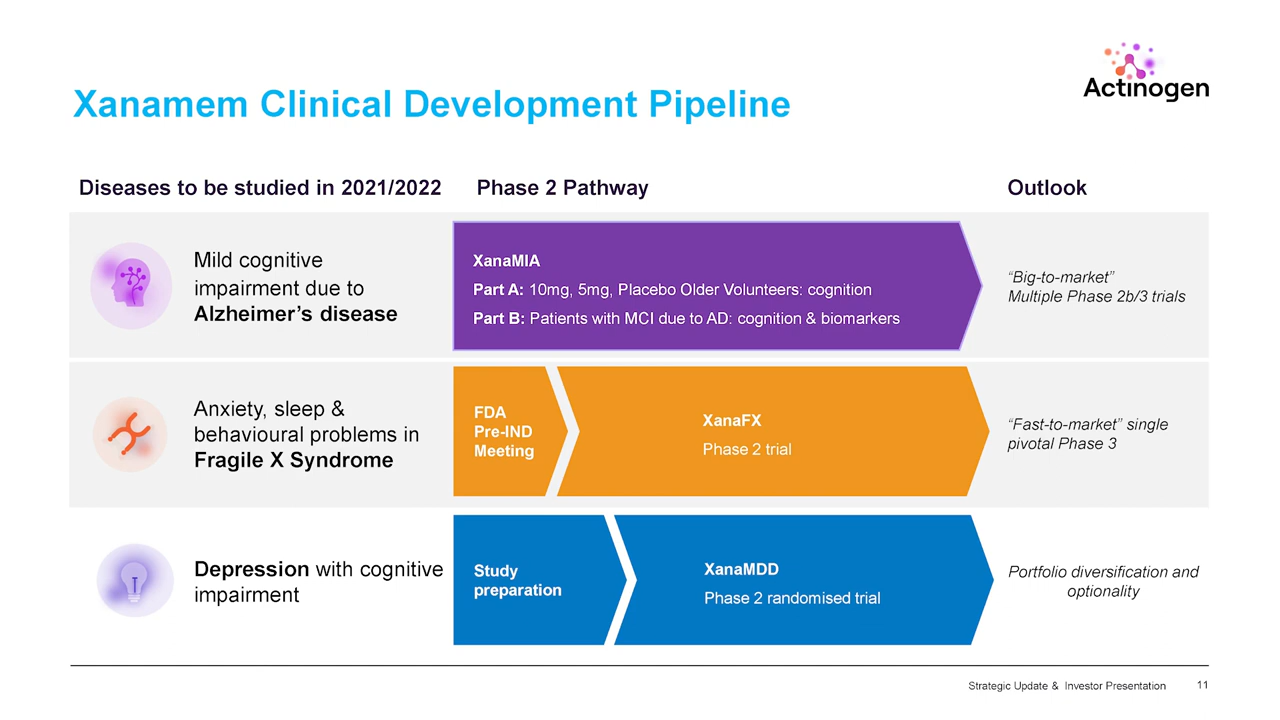 Actinogen
Xanamem Clinical Development Pipeline
Diseases to be studied in 2021/2022
Phase 2 Pathway
Outlook
Mild cognitive
impairment due to
Alzheimer’s disease
XanaMIA
Part A: 10mg, 5mg, Placebo Older Volunteers: cognition
Part B: Patients with MCI due to AD: cognition & biomarkers
“Big-to-market”
Multiple Phase 2b/3 trials
Anxiety, sleep &
behavioural problems in
Fragile X Syndrome
FDA
Pre-IND
Meeting
XanaFX
Phase 2 trial
“Fast-to-market” single
pivotal Phase 3
Depression with cognitive
impairment
Study
preparation
XanaMDD
Phase 2 randomised trial
Portfolio diversification and
optionality
Strategic Update & Investor Presentation
11